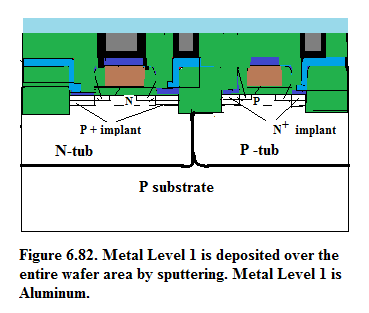 N
P
P + implant
N+ implant
N-tub
P -tub
P substrate
Figure 6.82. Metal Level 1 is deposited over the
entire wafer area by sputtering. Metal Level 1 is
Aluminum.